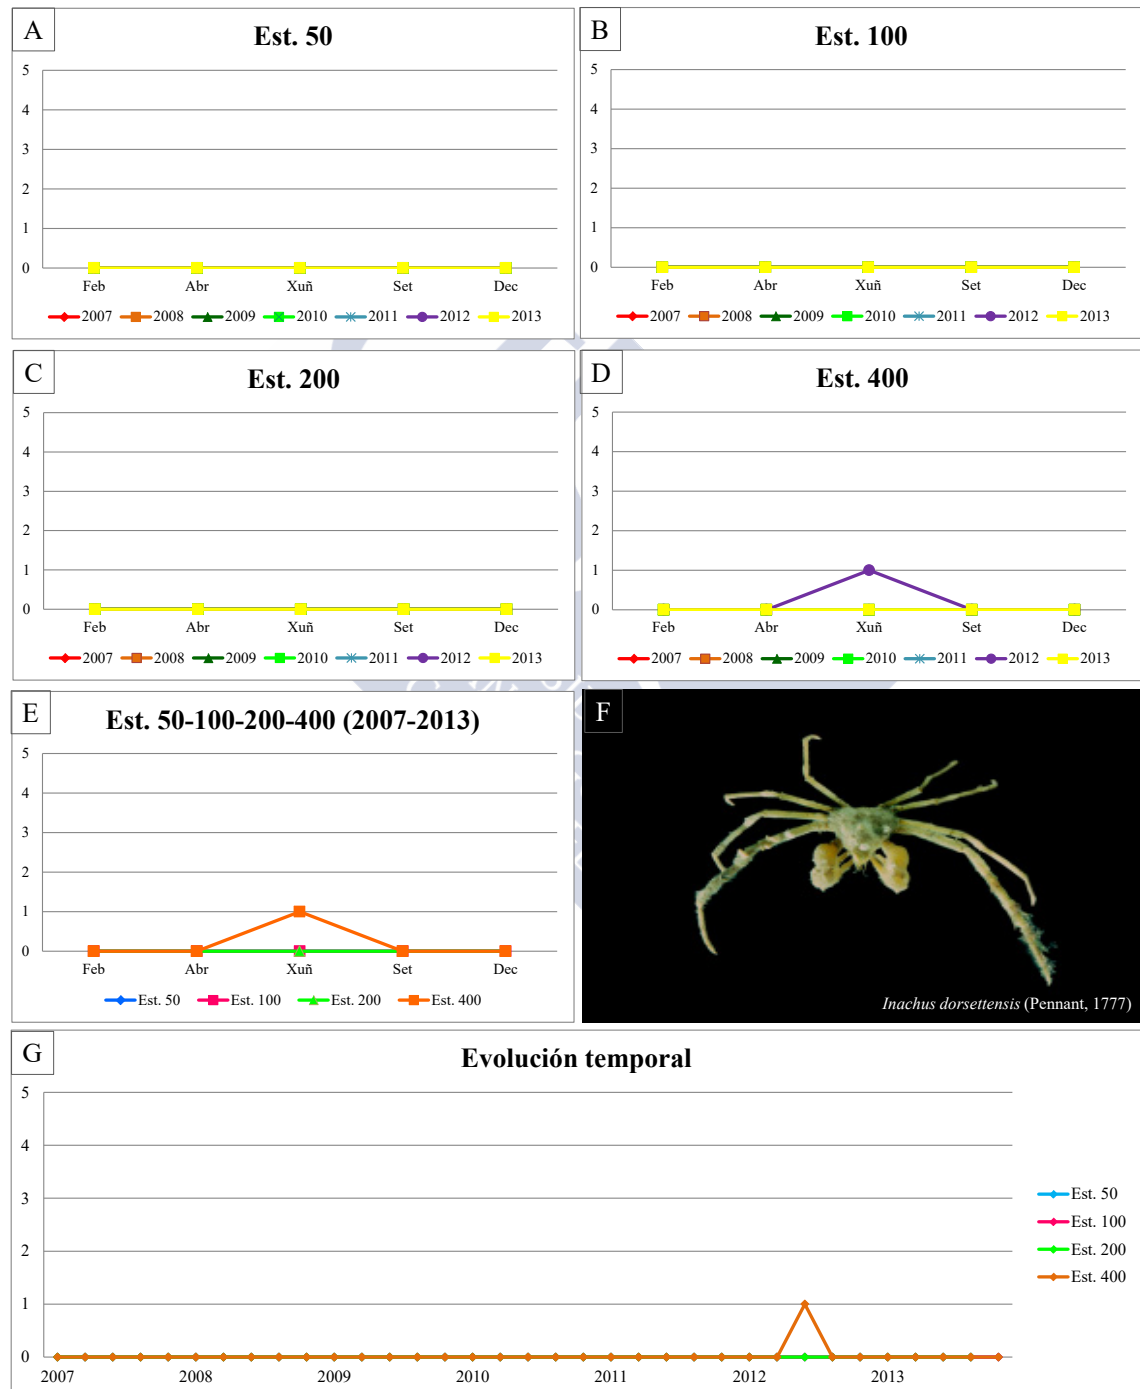 A
Est. 50
5
4
3
2
1
0
Feb Abr Xuñ Set Dec
2007 2008 2009 2010 2011 2012 2013
B
Est. 100
5
4
3
2
1
0
Feb Abr Xuñ Set Dec
2007 2008 2009 2010 2011 2012 2013
C
Est. 200
5
4
3
2
1
0
Feb Abr Xuñ Set Dec
2007 2008 2009 2010 2011 2012 2013
D
Est. 400
5
4
3
2
1
0
Feb Abr Xuñ Set Dec
2007 2008 2009 2010 2011 2012 2013
E
Est. 50-100-200-400 (2007-2013)
5
4
3
2
1
0
Feb Abr Xuñ Set Dec
Est. 50 Est. 100 Est. 200 Est. 400
F
Inachus dorsettensis (Pennant, 1777)
G
Evolución temporal
5
4
3
2
1
0
2007 2008 2009 2010 2011 2012 2013
Est. 50
Est. 100
Est. 200
Est. 400